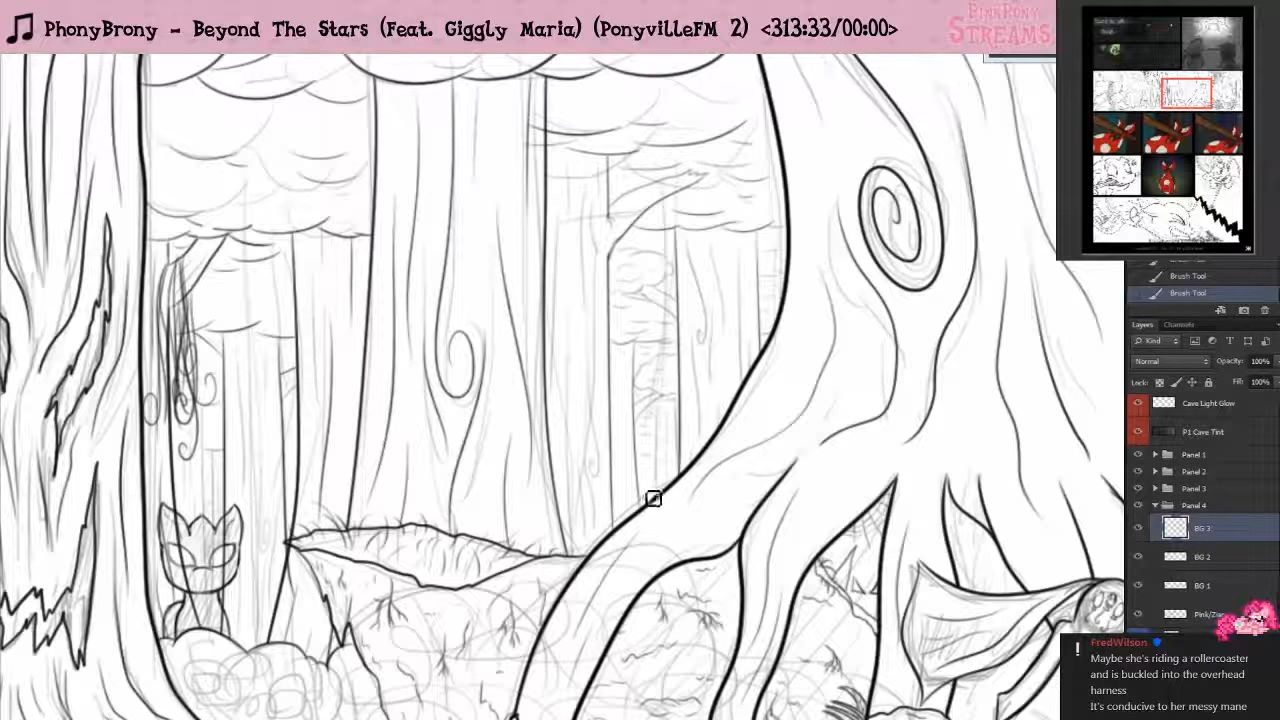 PhonyBrony - Beyond The Stars (Feat. Giggly Maria) (PonyvilleFM 2) <313:33/00:00>
PINKPONY
STREAMS
Brush Tool
Brush Tool
Layers Channels
Kind
Normal Opacity: 100%
Lock: Fill: 100%
Cave Light Glow
P1 Cave Tint
Panel 1
Panel 2
Panel 3
Panel 4
BG 3
BG 2
BG 1
FredWilson
Maybe she's riding a rollercoaster
and is buckled into the overhead
harness
It's conducive to her messy mane